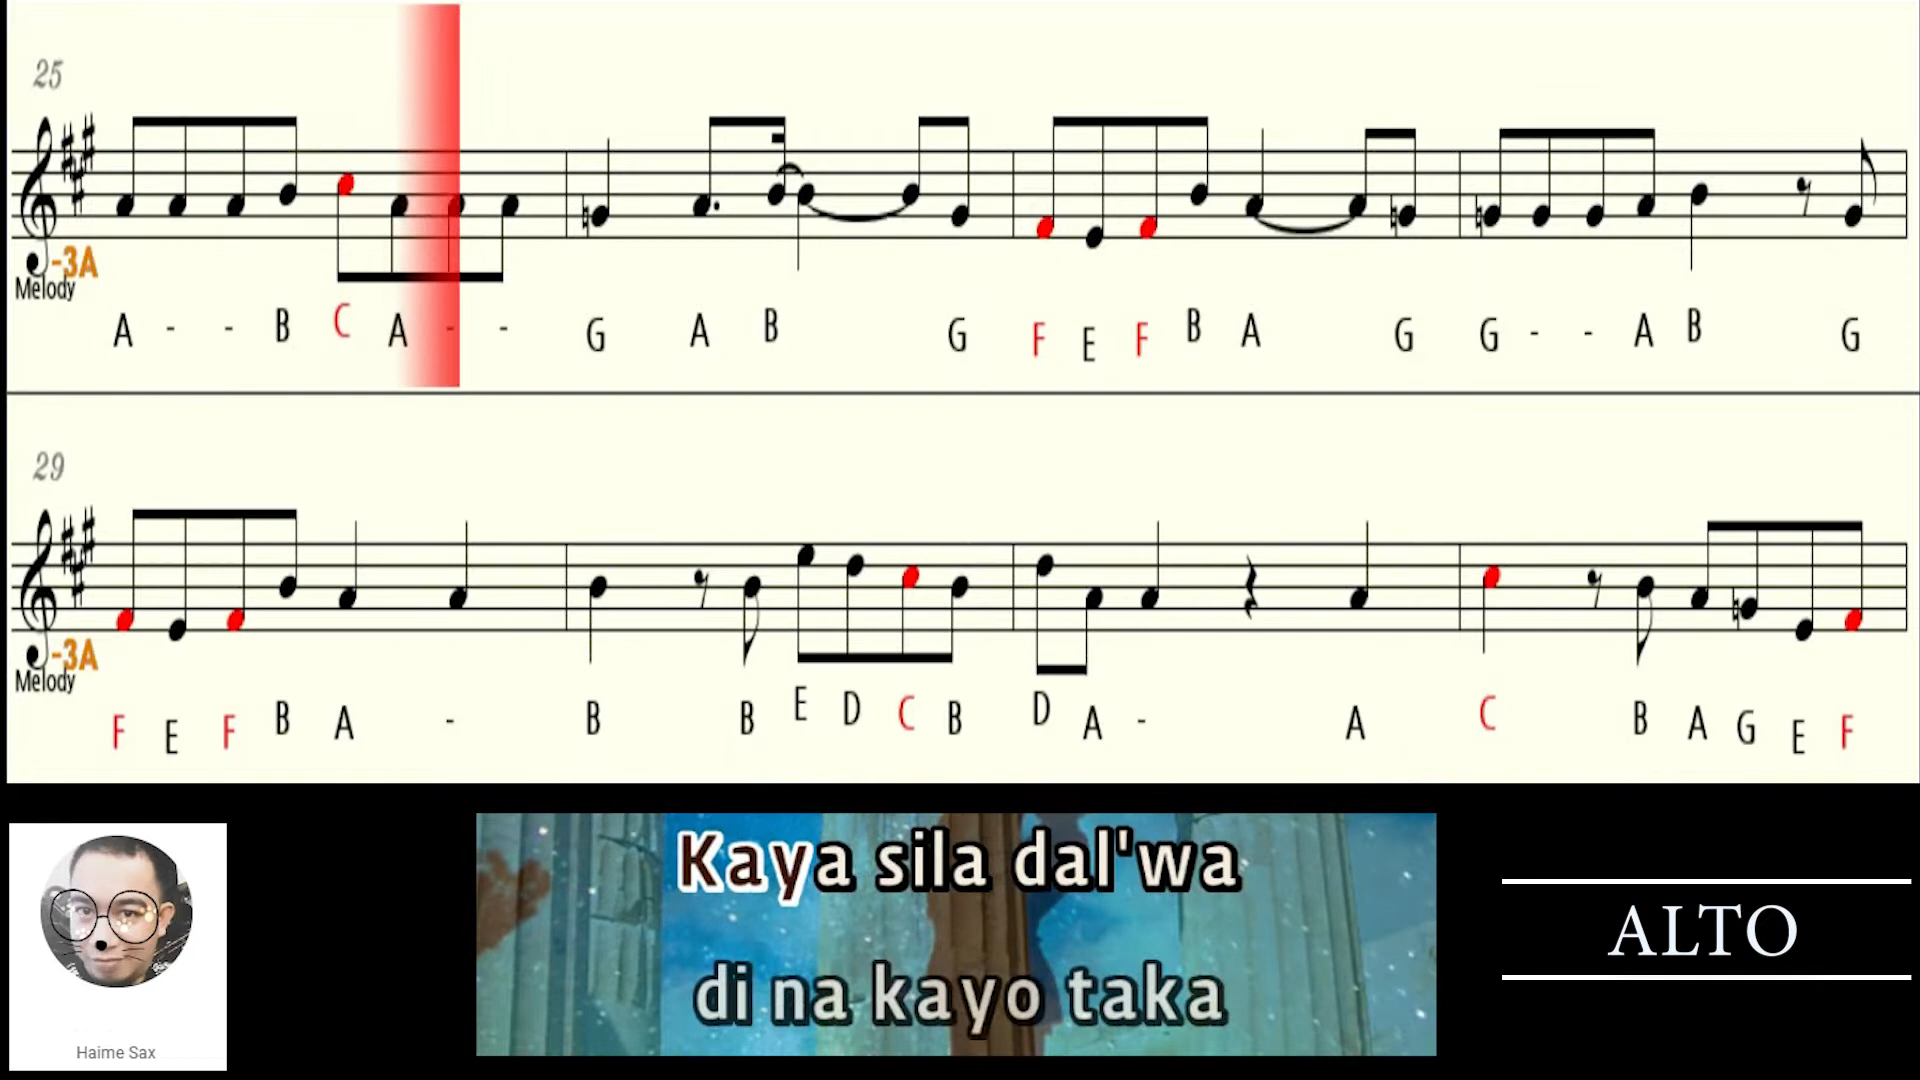 25
-3A
Melody
A - - B C A - - G A B G F E F B A G G - - A B G
29
-3A
Melody
F E F B A - B B E D C B D A - A C B A G E F
Haime Sax
Kaya sila dal'wa
di na kayo taka
ALTO